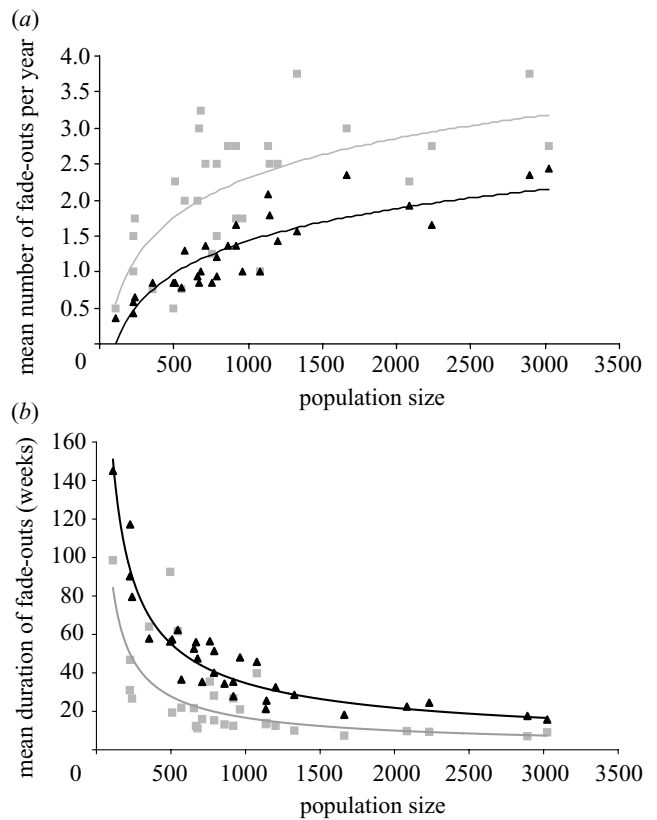 (a)
mean number of fade-outs per year
4.0
3.5
3.0
2.5
2.0
1.5
1.0
0.5
0
500 1000 1500 2000 2500 3000 3500
population size
(b)
mean duration of fade-outs (weeks)
160
140
120
100
80
60
40
20
0
500 1000 1500 2000 2500 3000 3500
population size